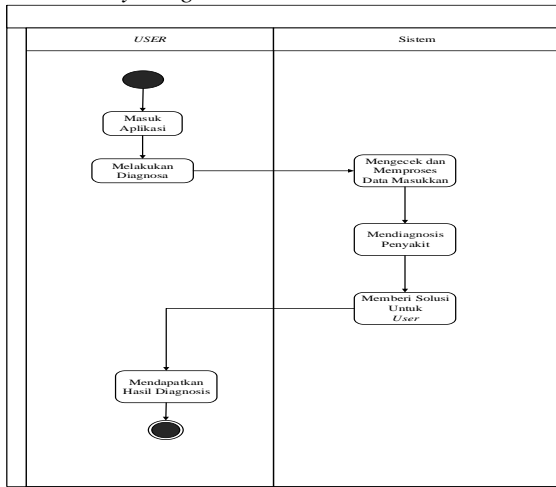 USER
Sistem
Masuk
Aplikasi
Melakukan
Diagnosa
Mengecek dan
Memproses
Data Masukkan
Mendiagnosis
Penyakit
Memberi Solusi
Untuk
User
Mendapatkan
Hasil Diagnosis